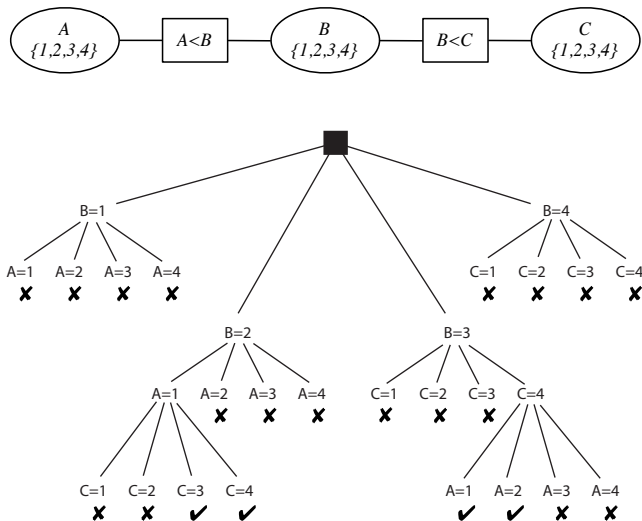 A A<B B B<C C
{1,2,3,4} {1,2,3,4} {1,2,3,4}
B=1 B=4
A=1 A=2 A=3 A=4 C=1 C=2 C=3 C=4
✘ ✘ ✘ ✘ ✘ ✘ ✘ ✘
B=2 B=3
A=1 A=2 A=3 A=4 C=1 C=2 C=3 C=4
✘ ✘ ✘ ✘ ✘ ✘
C=1 C=2 C=3 C=4 A=1 A=2 A=3 A=4
✘ ✘ ✔ ✔ ✔ ✔ ✘ ✘